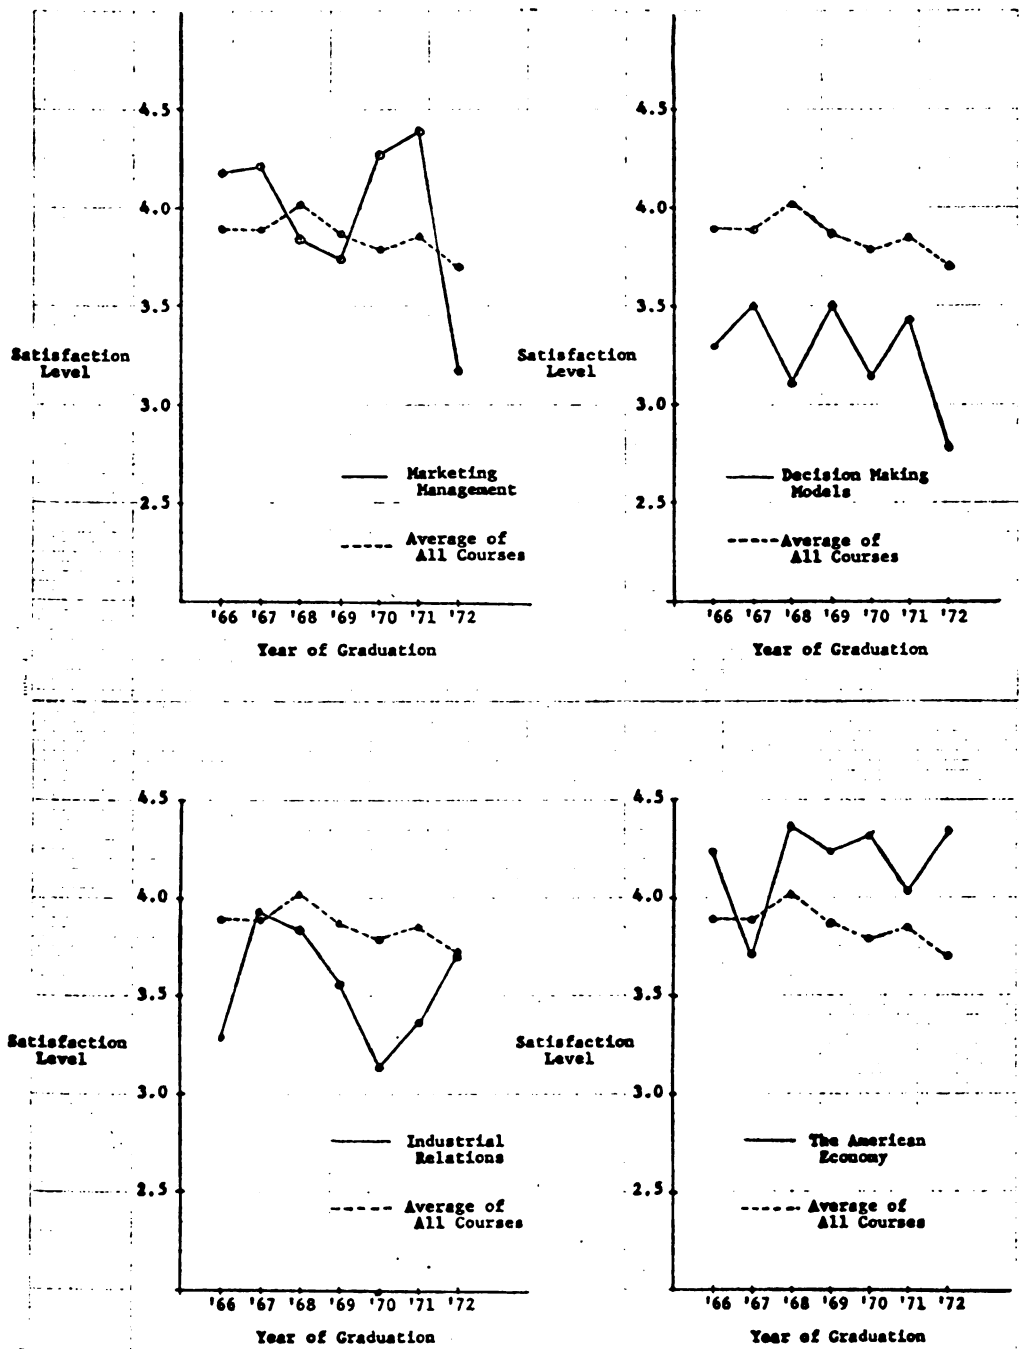 4.5
4.0
3.5
Satisfaction
Level
3.0
Marketing
Management
2.5
Average of
All Courses
'66 '67 '68 '69 '70 '71 '72
Year of Graduation
4.5
4.0
3.5
Satisfaction
Level
3.0
Decision Making
Models
2.5
Average of
All Courses
'66 '67 '68 '69 '70 '71 '72
Year of Graduation
4.5
4.0
3.5
Satisfaction
Level
3.0
Industrial
Relations
2.5
Average of
All Courses
'66 '67 '68 '69 '70 '71 '72
Year of Graduation
4.5
4.0
3.5
Satisfaction
Level
3.0
The American
Economy
2.5
Average of
All Courses
'66 '67 '68 '69 '70 '71 '72
Year of Graduation